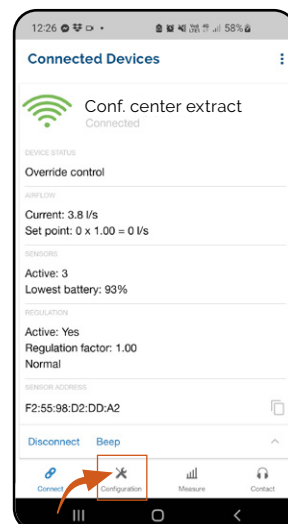 12:26 58%
Connected Devices
Conf. center extract
Connected
DEVICE STATUS
Override control
AIRFLOW
Current: 3.8 l/s
Set point: 0 x 1.00 = 0 l/s
SENSORS
Active: 3
Lowest battery: 93%
REGULATION
Active: Yes
Regulation factor: 1.00
Normal
SENSOR ADDRESS
F2:55:98:D2:DD:A2
Disconnect Beep
Connect Configuration Measure Contact